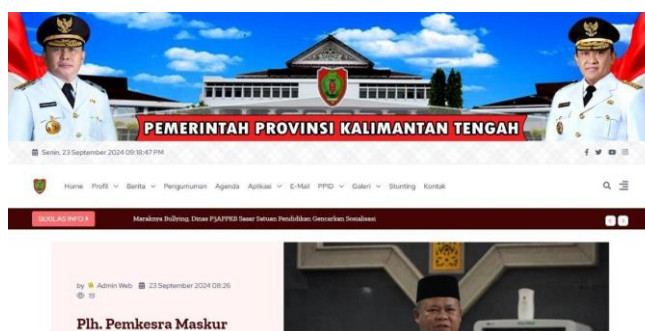 PEMERINTAH PROVINSI KALIMANTAN TENGAH
Senin, 23 September 2024 09:18:47 PM
Home Profil Berita Pengumuman Agenda Aplikasi E-Mail PPID Galeri Stunting Kontak
SEKILAS INFO Maraknya Bullying, Dinas P3APPKB Sasar Satuan Pendidikan Gencarkan Sosialisasi
by Admin Web 23 September 2024 08:26
19
Plh. Pemkesra Maskur